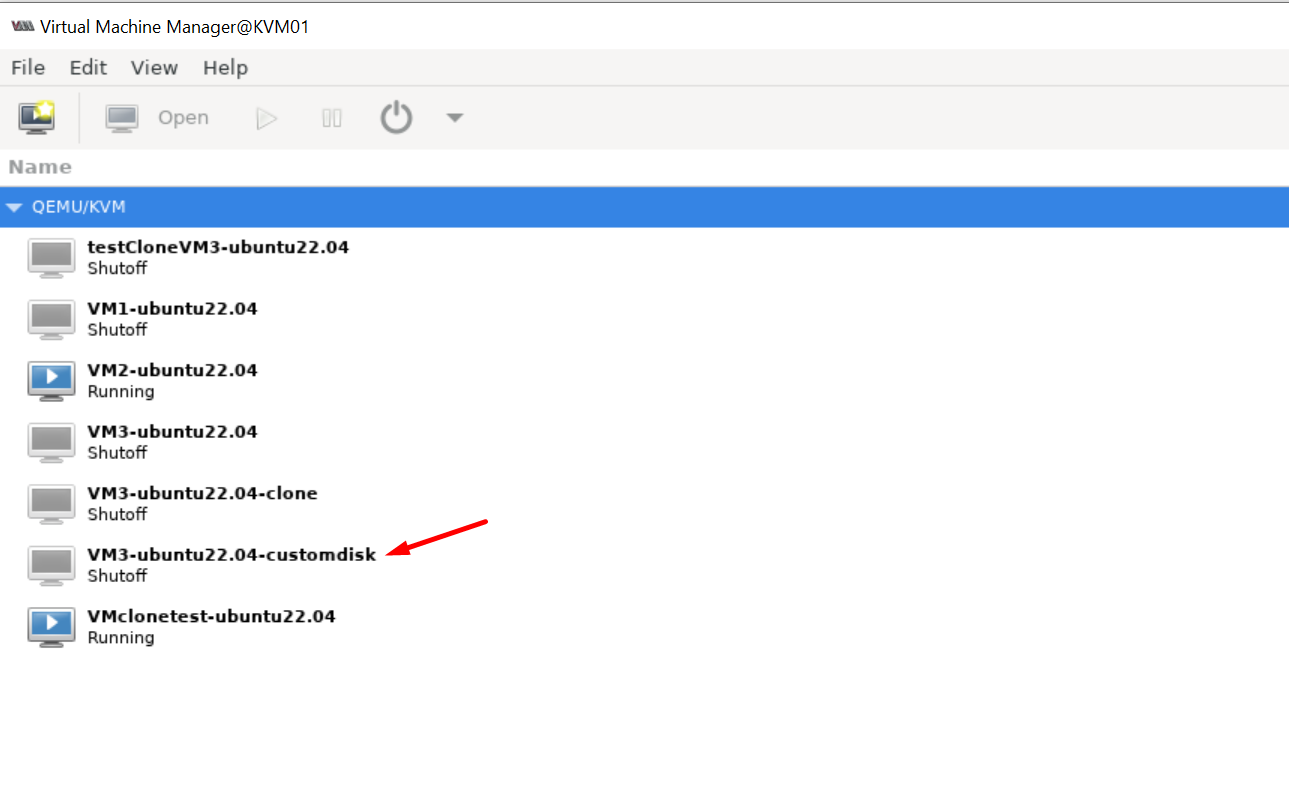 Virtual Machine Manager@KVM01
File Edit View Help
Open
Name
QEMU/KVM
testCloneVM3-ubuntu22.04
Shutoff
VM1-ubuntu22.04
Shutoff
VM2-ubuntu22.04
Running
VM3-ubuntu22.04
Shutoff
VM3-ubuntu22.04-clone
Shutoff
VM3-ubuntu22.04-customdisk
Shutoff
VMclonetest-ubuntu22.04
Running